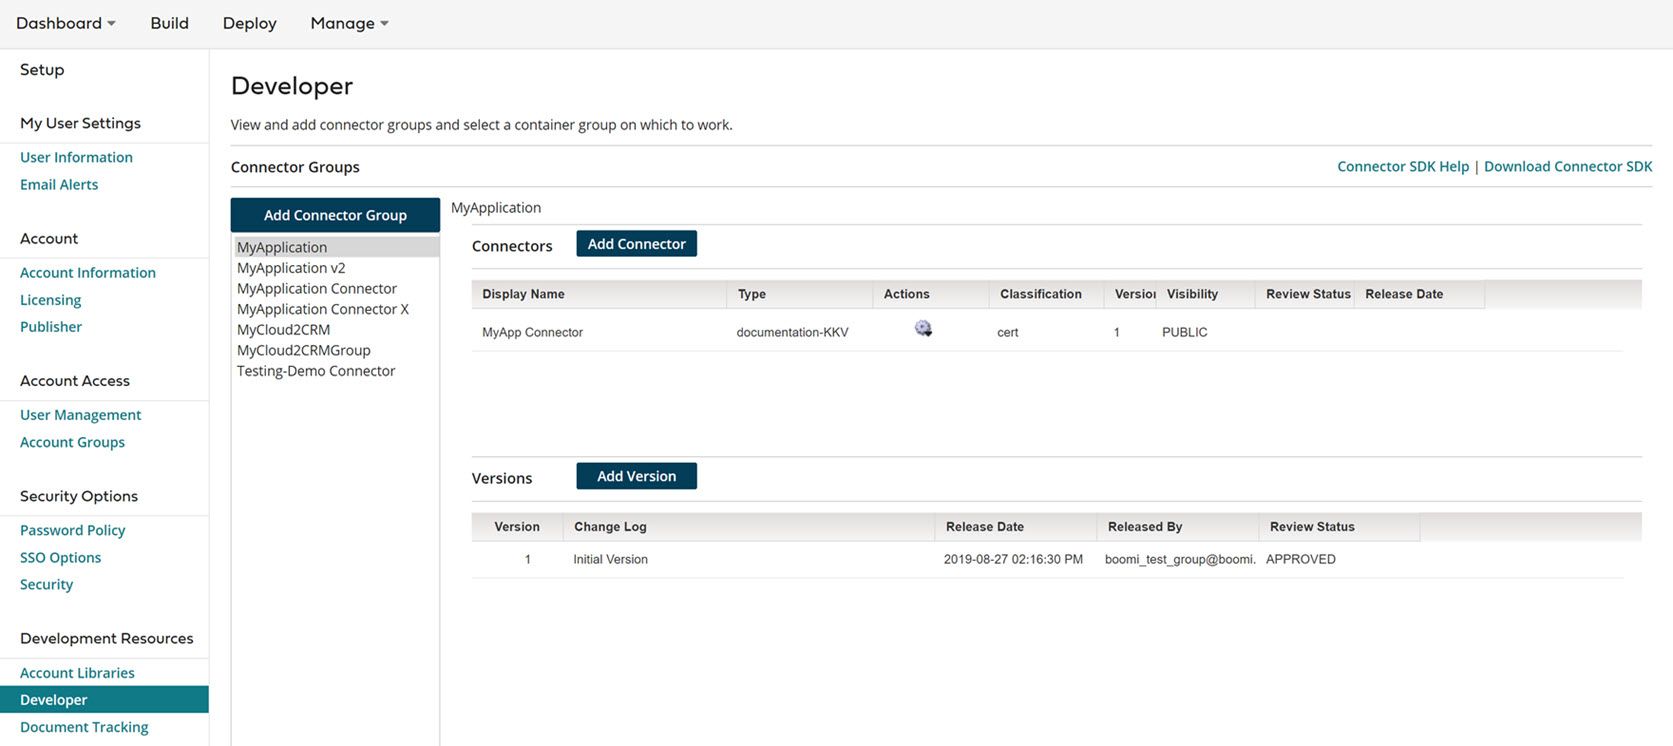 Dashboard Build Deploy Manage
Setup
My User Settings
User Information
Email Alerts
Account
Account Information
Licensing
Publisher
Account Access
User Management
Account Groups
Security Options
Password Policy
SSO Options
Security
Development Resources
Account Libraries
Developer
Document Tracking
Developer
View and add connector groups and select a container group on which to work.
Connector Groups
Connector SDK Help | Download Connector SDK
Add Connector Group
MyApplication
MyApplication v2
MyApplication Connector
MyApplication Connector X
MyCloud2CRM
MyCloud2CRMGroup
Testing-Demo Connector
MyApplication
Connectors Add Connector
Display Name Type Actions Classification Version Visibility Review Status Release Date
MyApp Connector documentation-KKV cert 1 PUBLIC
Versions Add Version
Version Change Log Release Date Released By Review Status
1 Initial Version 2019-08-27 02:16:30 PM boomi_test_group@boomi. APPROVED